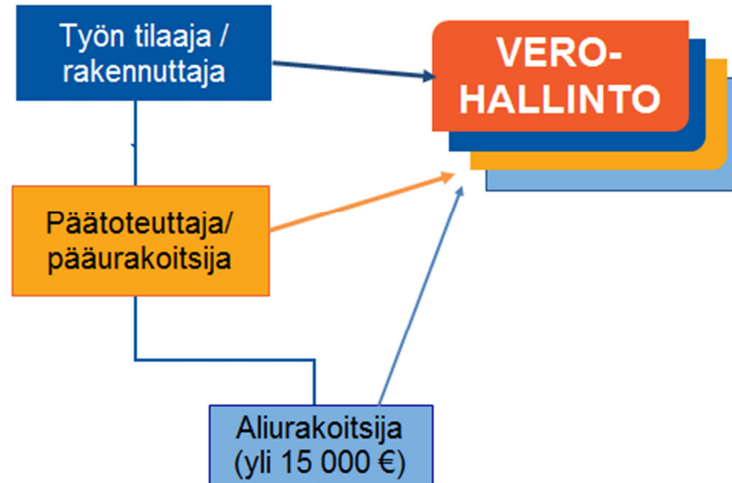 Työn tilaaja /
rakennuttaja
VERO-
HALLINTO
Päätoteuttaja/
pääurakoitsija
Aliurakoitsija
(yli 15 000 €)